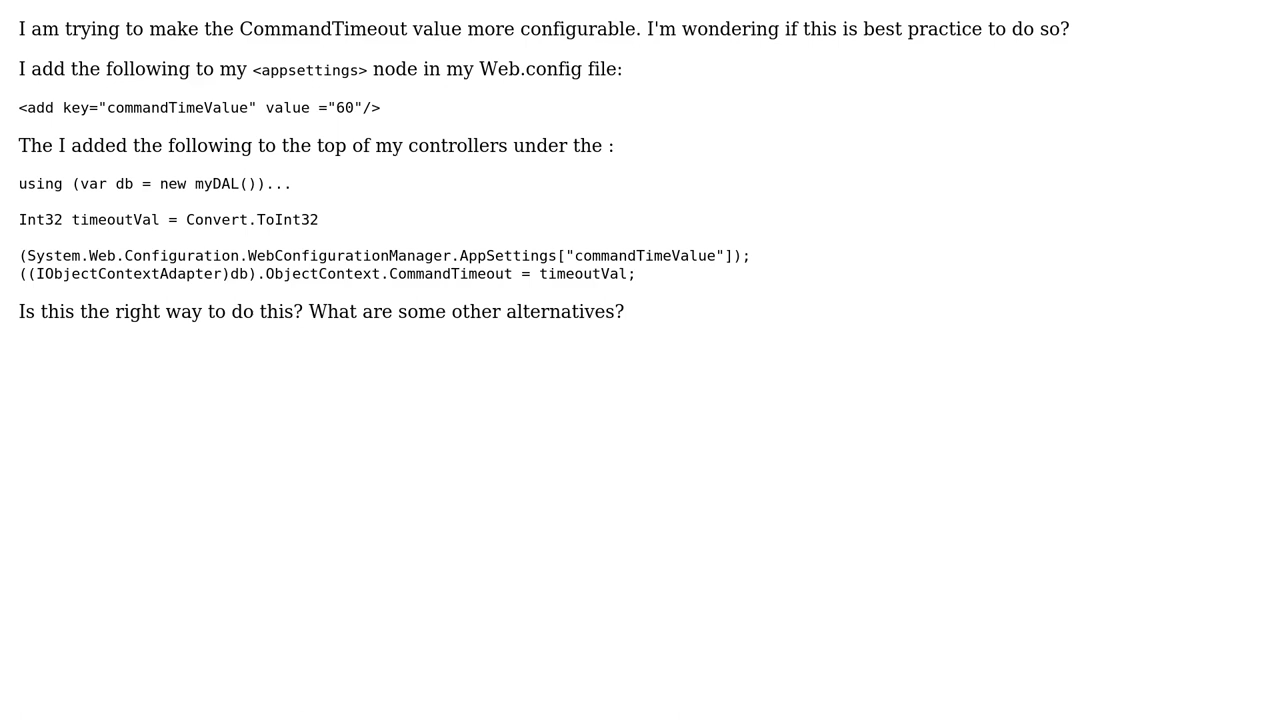 I am trying to make the CommandTimeout value more configurable. I'm wondering if this is best practice to do so?
I add the following to my <appsettings> node in my Web.config file:
<add key="commandTimeValue" value ="60"/>
The I added the following to the top of my controllers under the :
using (var db = new myDAL())...
Int32 timeoutVal = Convert.ToInt32
(System.Web.Configuration.WebConfigurationManager.AppSettings["commandTimeValue"]);
((IObjectContextAdapter)db).ObjectContext.CommandTimeout = timeoutVal;
Is this the right way to do this? What are some other alternatives?